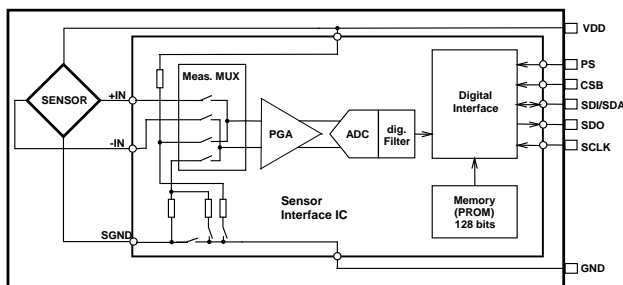 VDD
PS
CSB
SDI/SDA
SDO
SCLK
GND
SENSOR
+IN
-IN
SGND
Meas. MUX
PGA
ADC
dig.
Filter
Digital
Interface
Memory
(PROM)
128 bits
Sensor
Interface IC